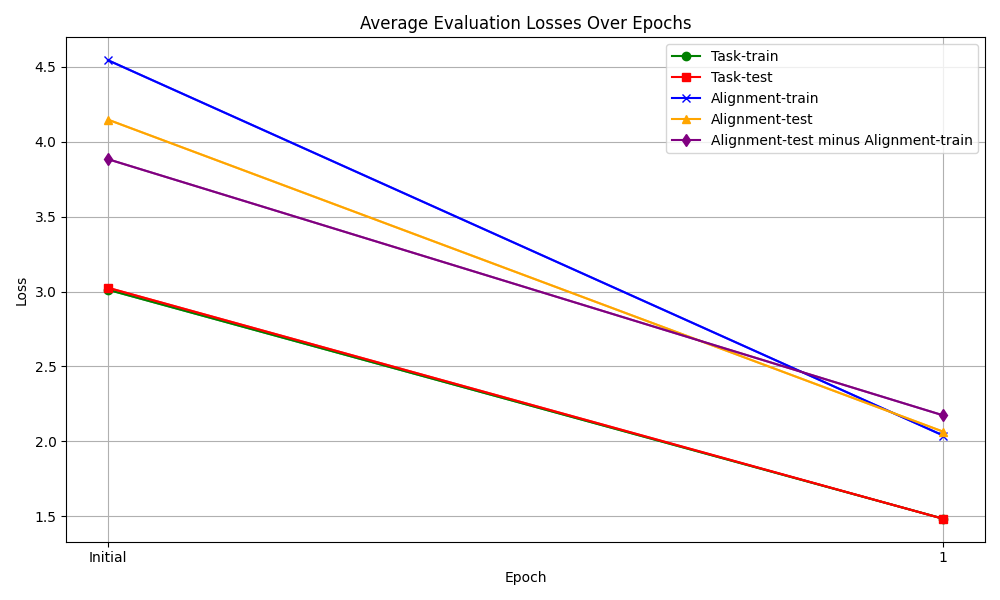 Average Evaluation Losses Over Epochs
Task-train
Task-test
Alignment-train
Alignment-test
Alignment-test minus Alignment-train
4.5
4.0
3.5
3.0
2.5
2.0
1.5
Loss
Initial
1
Epoch